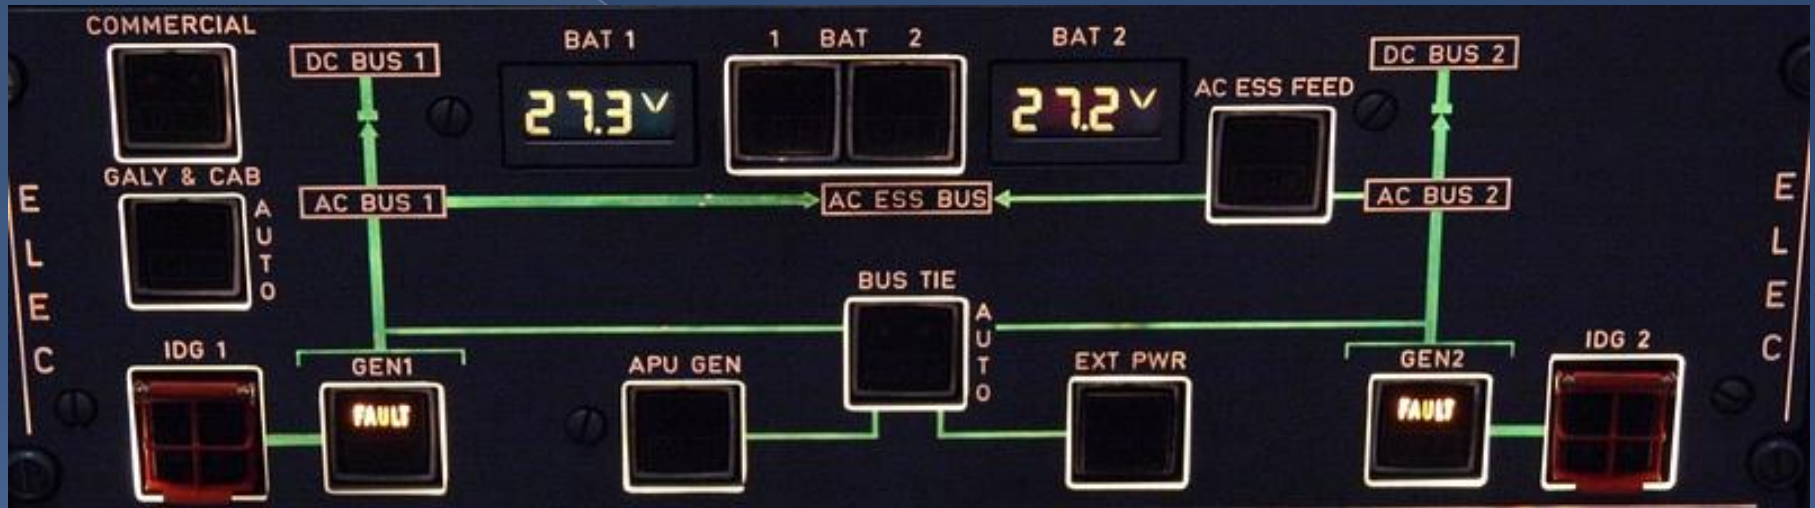 COMMERCIAL
DC BUS 1
BAT 1
1 BAT 2
BAT 2
DC BUS 2
27.3V
27.2V
AC ESS FEED
GALY & CAB
AUTO
AC BUS 1
AC ESS BUS
AC BUS 2
ELEC
ELEC
BUS TIE
AUTO
IDG 1
GEN1
APU GEN
EXT PWR
GEN2
IDG 2
FAULT
FAULT